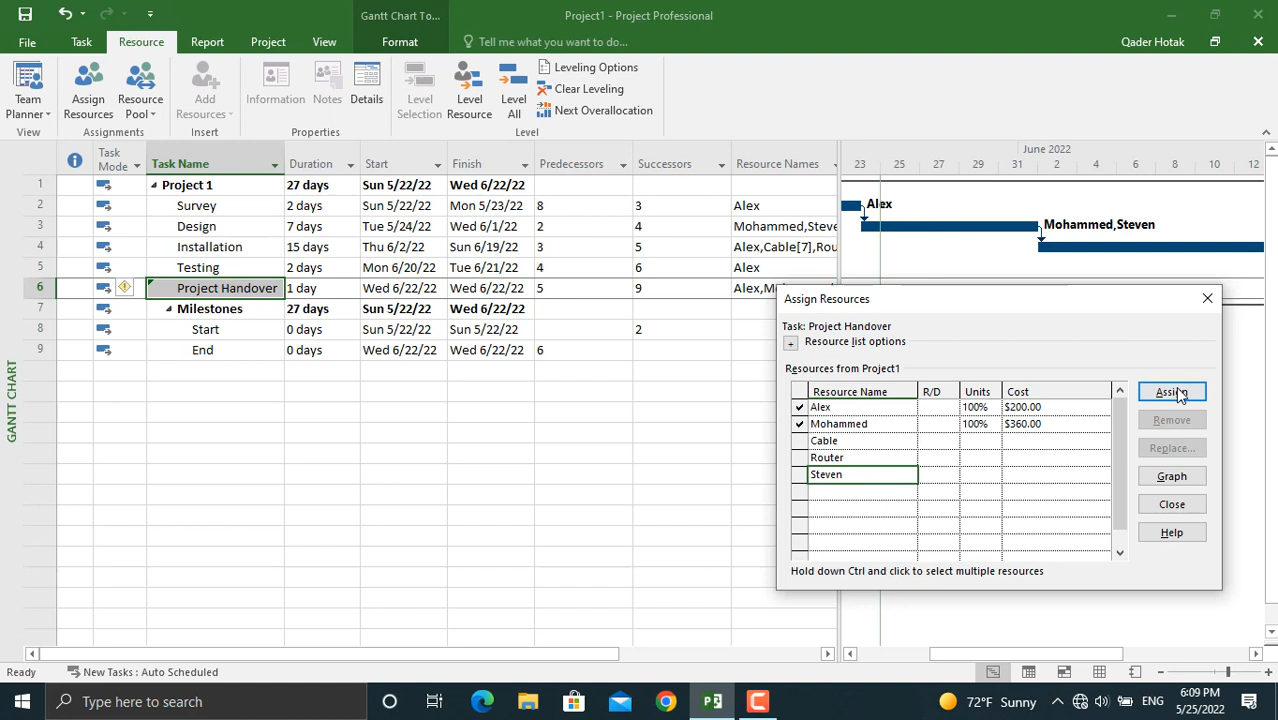 Gantt Chart To...
Project1 - Project Professional
File
Task
Resource
Report
Project
View
Format
Tell me what you want to do...
Qader Hotak
Team
Planner
Assign
Resources
Resource
Pool
Add
Resources
Information
Notes
Details
Level
Selection
Level
Resource
Level
All
Leveling Options
Clear Leveling
Next Overallocation
View
Assignments
Insert
Properties
Level
Task
Mode
Task Name
Duration
Start
Finish
Predecessors
Successors
Resource Names
June 2022
23 25 27 29 31 2 4 6 8 10 12
1 Project 1 27 days Sun 5/22/22 Wed 6/22/22
2 Survey 2 days Sun 5/22/22 Mon 5/23/22 8 3 Alex
3 Design 7 days Tue 5/24/22 Wed 6/1/22 2 4 Mohammed,Steve
4 Installation 15 days Thu 6/2/22 Sun 6/19/22 3 5 Alex,Cable[7],Rou
5 Testing 2 days Mon 6/20/22 Tue 6/21/22 4 6 Alex
6 Project Handover 1 day Wed 6/22/22 Wed 6/22/22 5 9 Alex,M
7 Milestones 27 days Sun 5/22/22 Wed 6/22/22
8 Start 0 days Sun 5/22/22 Sun 5/22/22 2
9 End 0 days Wed 6/22/22 Wed 6/22/22 6
Alex
Mohammed,Steven
GANTT CHART
Assign Resources
Task: Project Handover
+ Resource list options
Resources from Project1
Resource Name R/D Units Cost
Alex 100% $200.00
Mohammed 100% $360.00
Cable
Router
Steven
Assign
Remove
Replace...
Graph
Close
Help
Hold down Ctrl and click to select multiple resources
Ready
New Tasks : Auto Scheduled
Type here to search
72°F Sunny
ENG
6:09 PM
5/25/2022